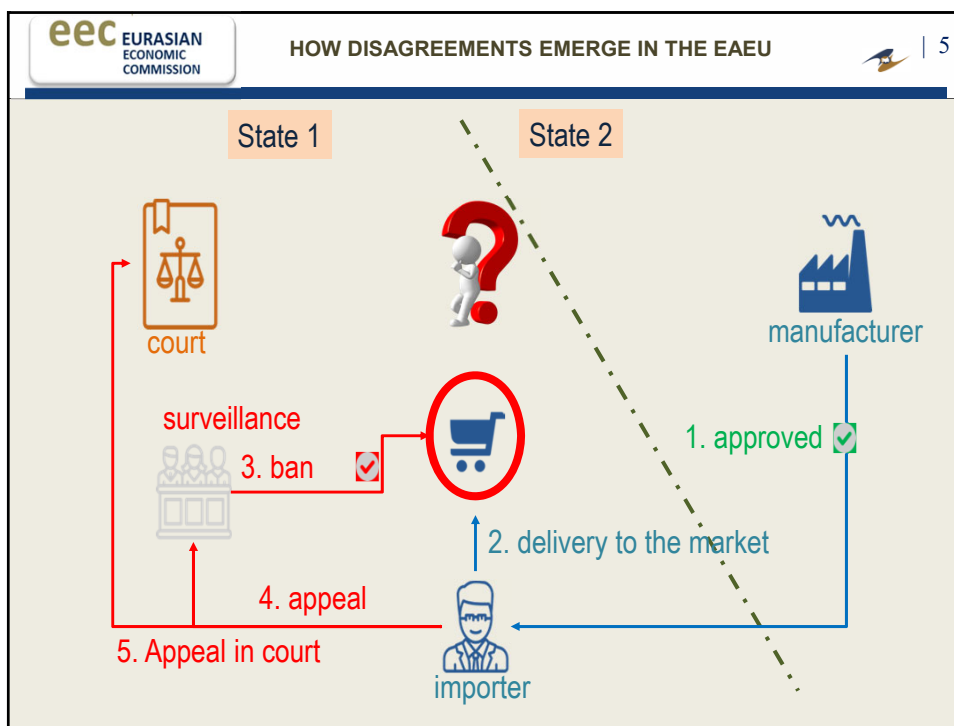 eec EURASIAN
ECONOMIC
COMMISSION
HOW DISAGREEMENTS EMERGE IN THE EAEU
| 5
State 1
State 2
court
manufacturer
surveillance
1. approved
3. ban
2. delivery to the market
4. appeal
5. Appeal in court
importer